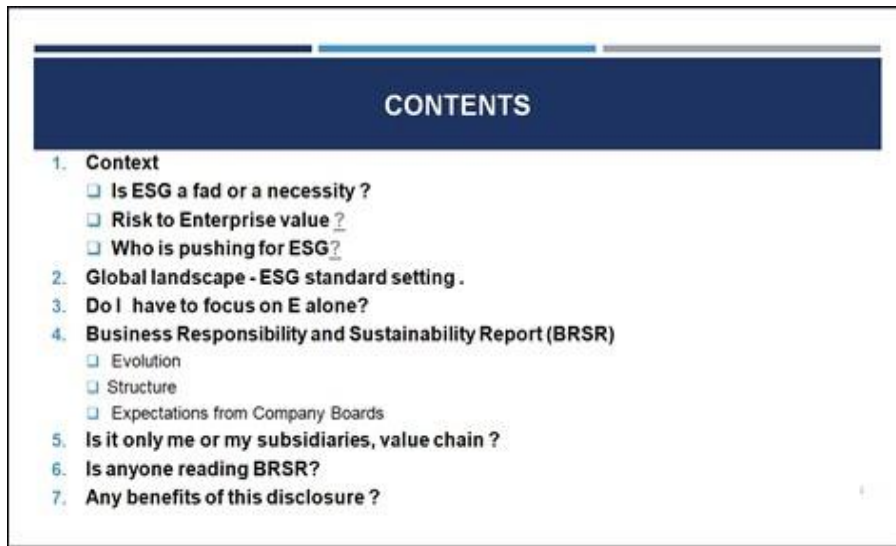 CONTENTS
1. Context
❑ Is ESG a fad or a necessity ?
❑ Risk to Enterprise value ?
❑ Who is pushing for ESG?
2. Global landscape - ESG standard setting .
3. Do I have to focus on E alone?
4. Business Responsibility and Sustainability Report (BRSR)
❑ Evolution
❑ Structure
❑ Expectations from Company Boards
5. Is it only me or my subsidiaries, value chain ?
6. Is anyone reading BRSR?
7. Any benefits of this disclosure ?